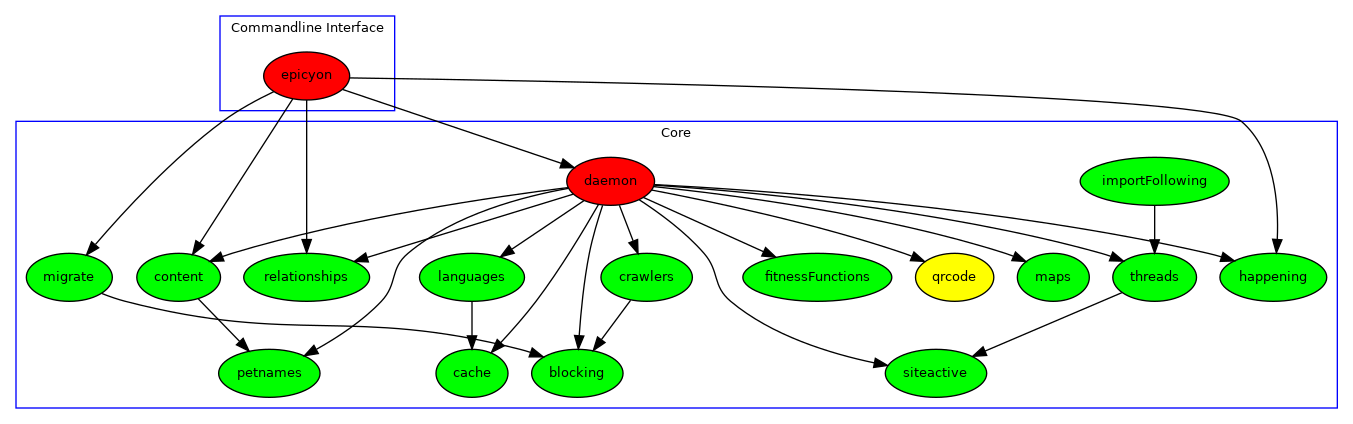 Commandline Interface
epicyon
Core
daemon
importFollowing
migrate
content
relationships
languages
crawlers
fitnessFunctions
qrcode
maps
threads
happening
petnames
cache
blocking
siteactive